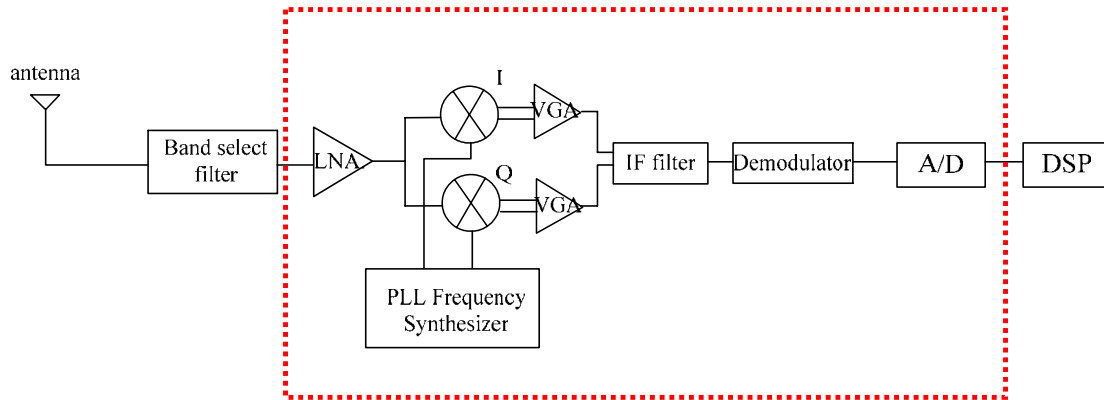 antenna
Band select
filter
LNA
I
VGA
Q
VGA
PLL Frequency
Synthesizer
IF filter
Demodulator
A/D
DSP